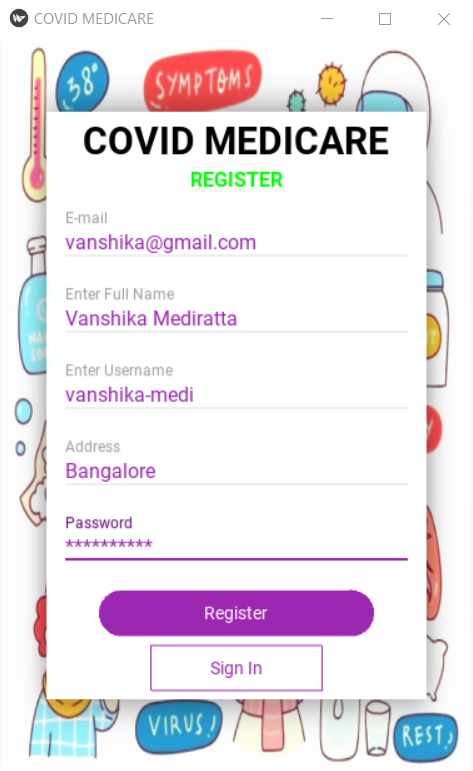 COVID MEDICARE
38°
SYMPTOMS
COVID MEDICARE
REGISTER
E-mail
vanshika@gmail.com
Enter Full Name
Vanshika Mediratta
Enter Username
vanshika-medi
Address
Bangalore
Password
**********
Register
Sign In
VIRUS!
REST!